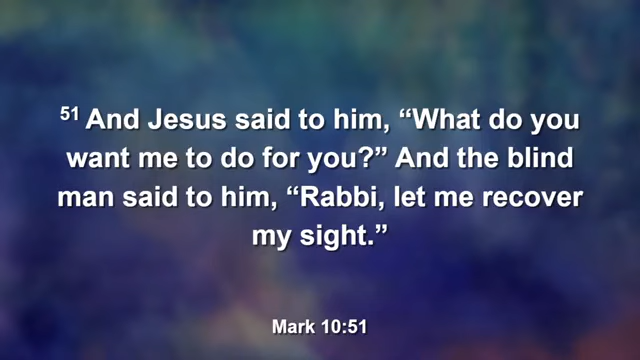 51 And Jesus said to him, “What do you
want me to do for you?” And the blind
man said to him, “Rabbi, let me recover
my sight.”
Mark 10:51